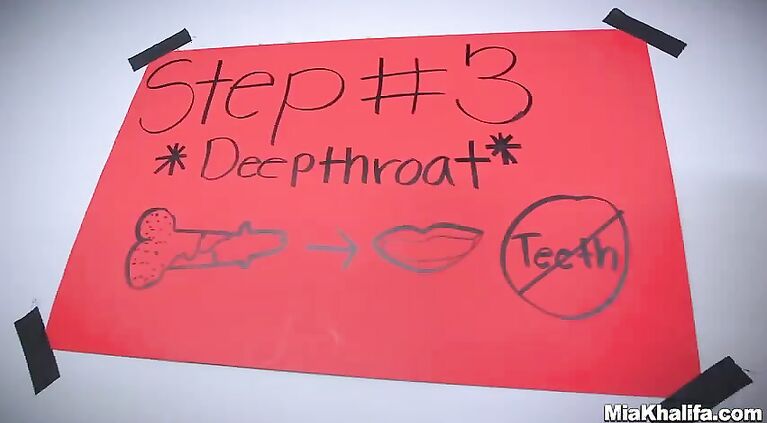 Step #3
*Deepthroat*
Teeth
MiaKhalifa.com